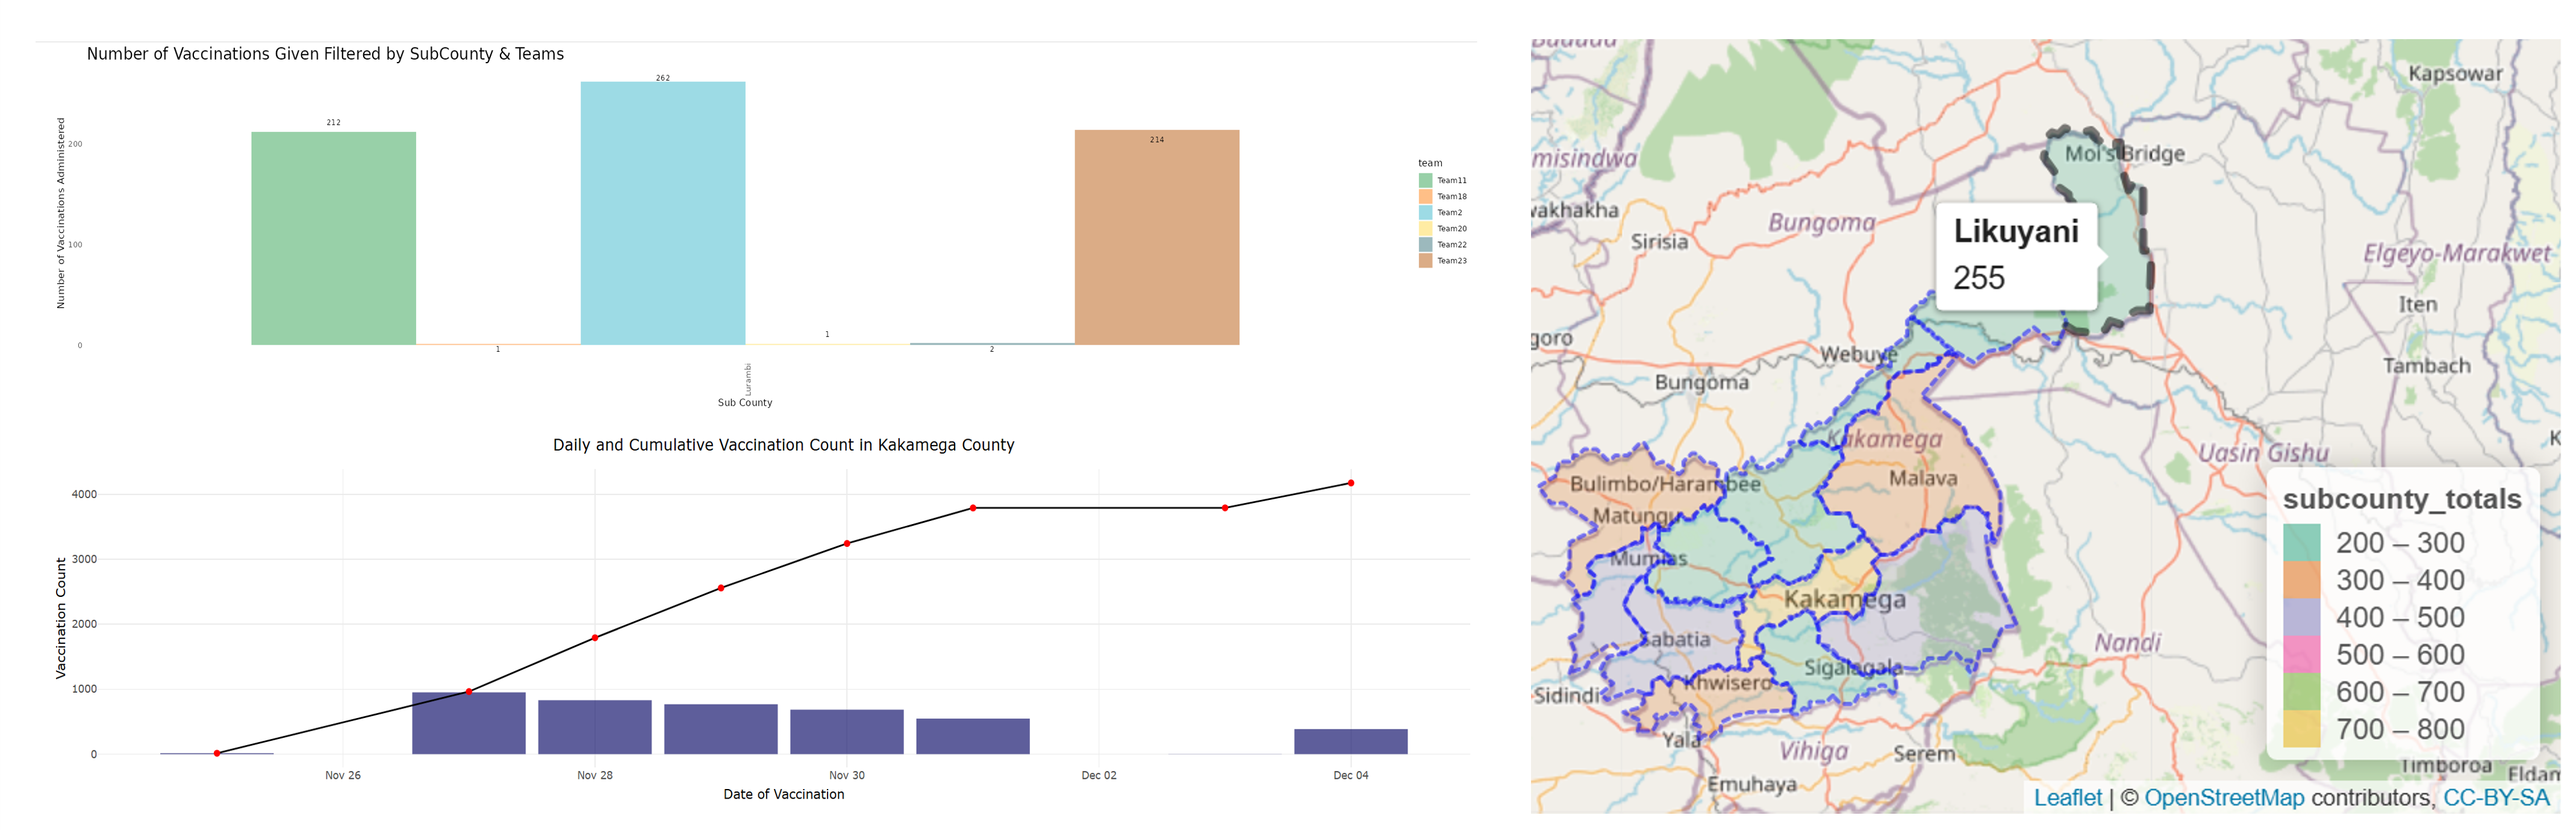 Number of Vaccinations Given Filtered by SubCounty & Teams
Number of Vaccinations Administered
200
100
0
212
1
262
1
2
214
Lurambi
Sub County
team
Team11
Team18
Team2
Team20
Team22
Team23
Daily and Cumulative Vaccination Count in Kakamega County
Vaccination Count
4000
3000
2000
1000
0
Nov 26
Nov 28
Nov 30
Dec 02
Dec 04
Date of Vaccination
Kapsowar
misindwa
Moi's Bridge
wakhakha
Bungoma
Sirisia
Likuyani
255
Elgeyo-Marakwet
Iten
goro
Webuye
Tambach
Bungoma
Kakamega
Uasin Gishu
Malava
Bulimbo/Harambee
Matungu
Mumias
Kakamega
Sabatia
Nandi
Sigalagala
Khwisero
Sidindi
Yala
Vihiga
Serem
Emuhaya
Timboroa
Eldam
subcounty_totals
200 – 300
300 – 400
400 – 500
500 – 600
600 – 700
700 – 800
Leaflet | © OpenStreetMap contributors, CC-BY-SA